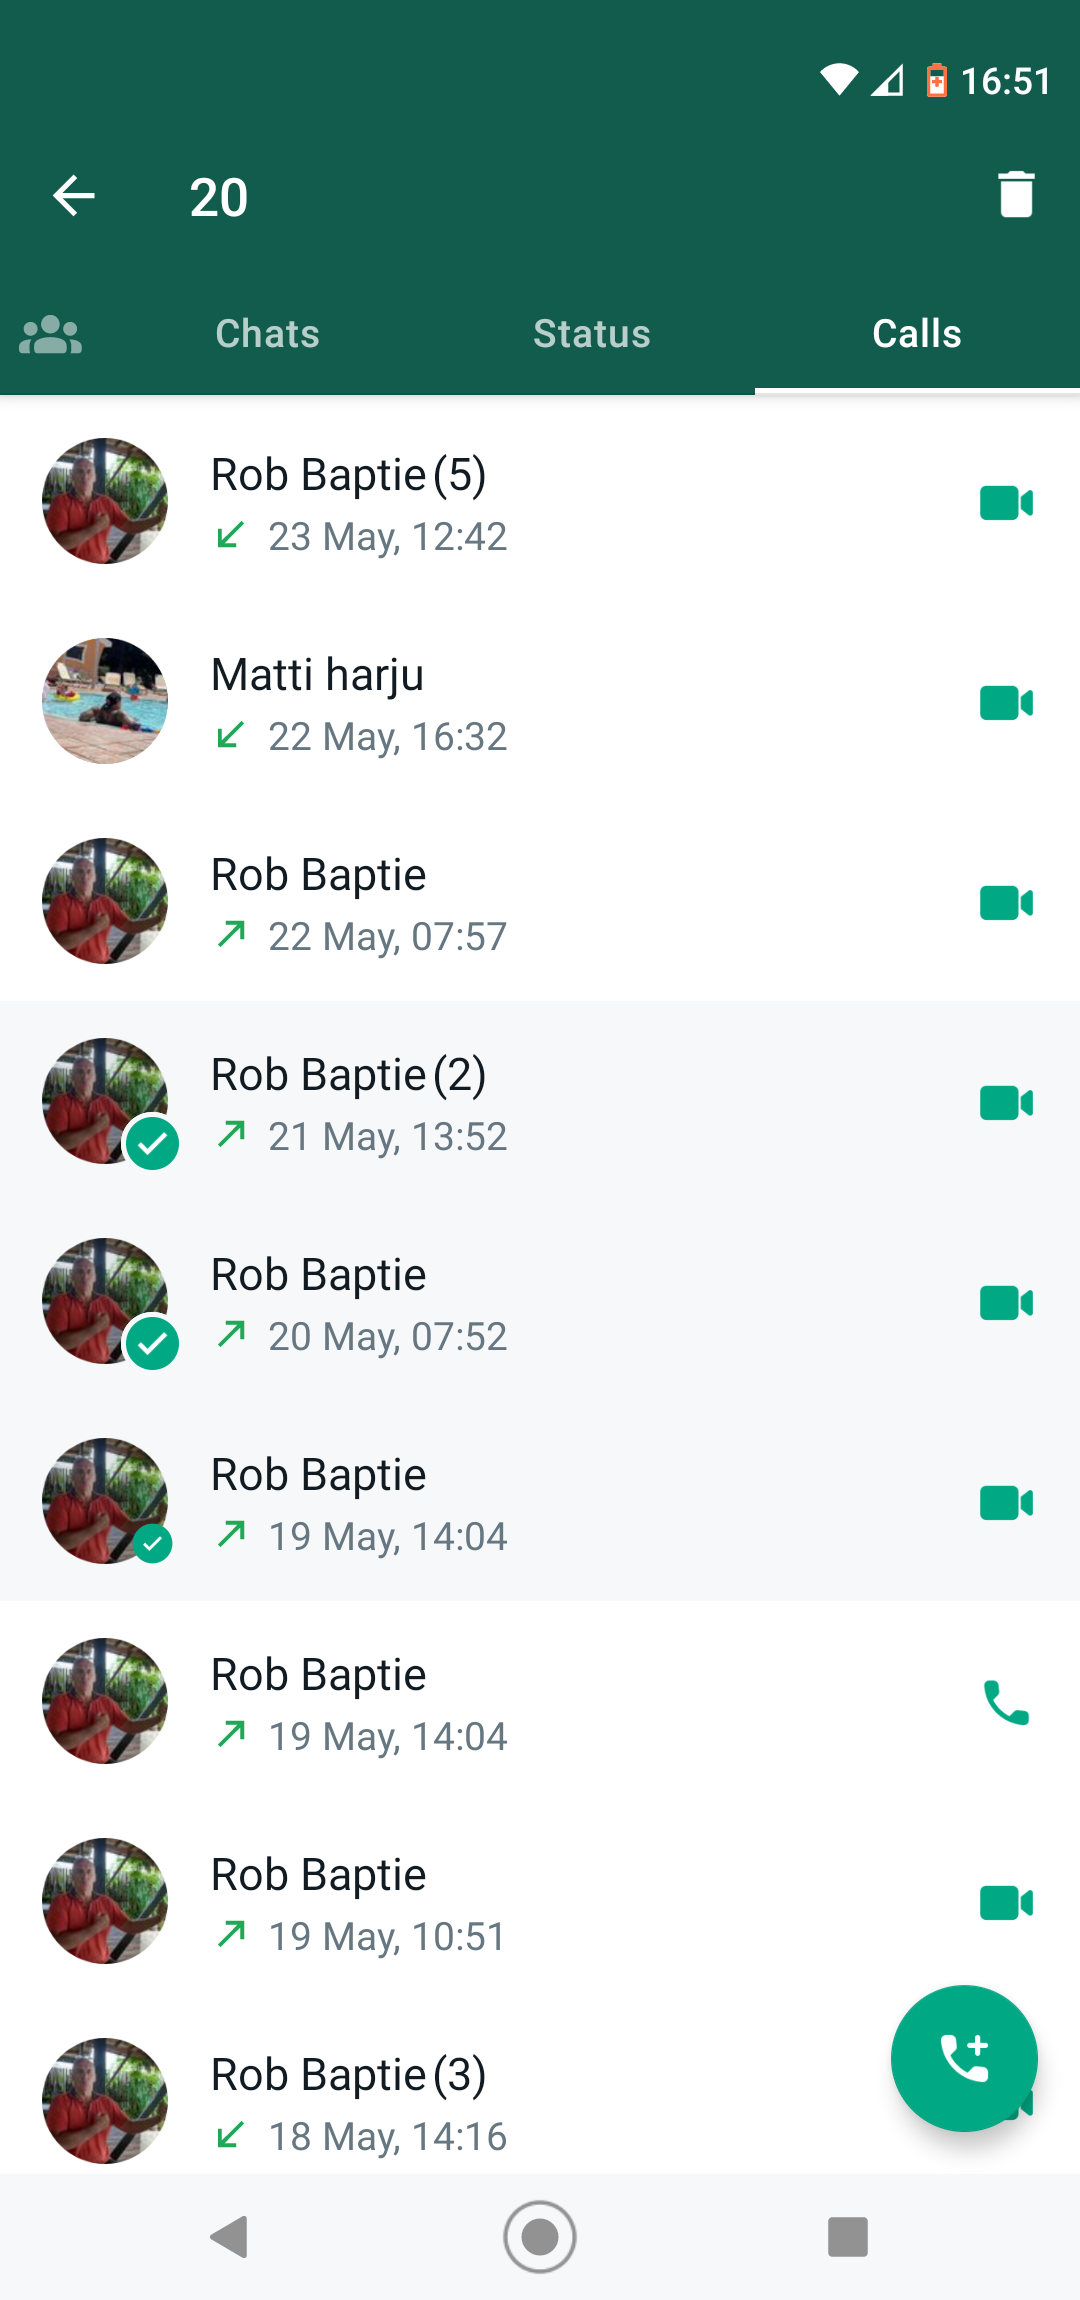 16:51
20
Chats Status Calls
Rob Baptie (5)
23 May, 12:42
Matti harju
22 May, 16:32
Rob Baptie
22 May, 07:57
Rob Baptie (2)
21 May, 13:52
Rob Baptie
20 May, 07:52
Rob Baptie
19 May, 14:04
Rob Baptie
19 May, 14:04
Rob Baptie
19 May, 10:51
Rob Baptie (3)
18 May, 14:16